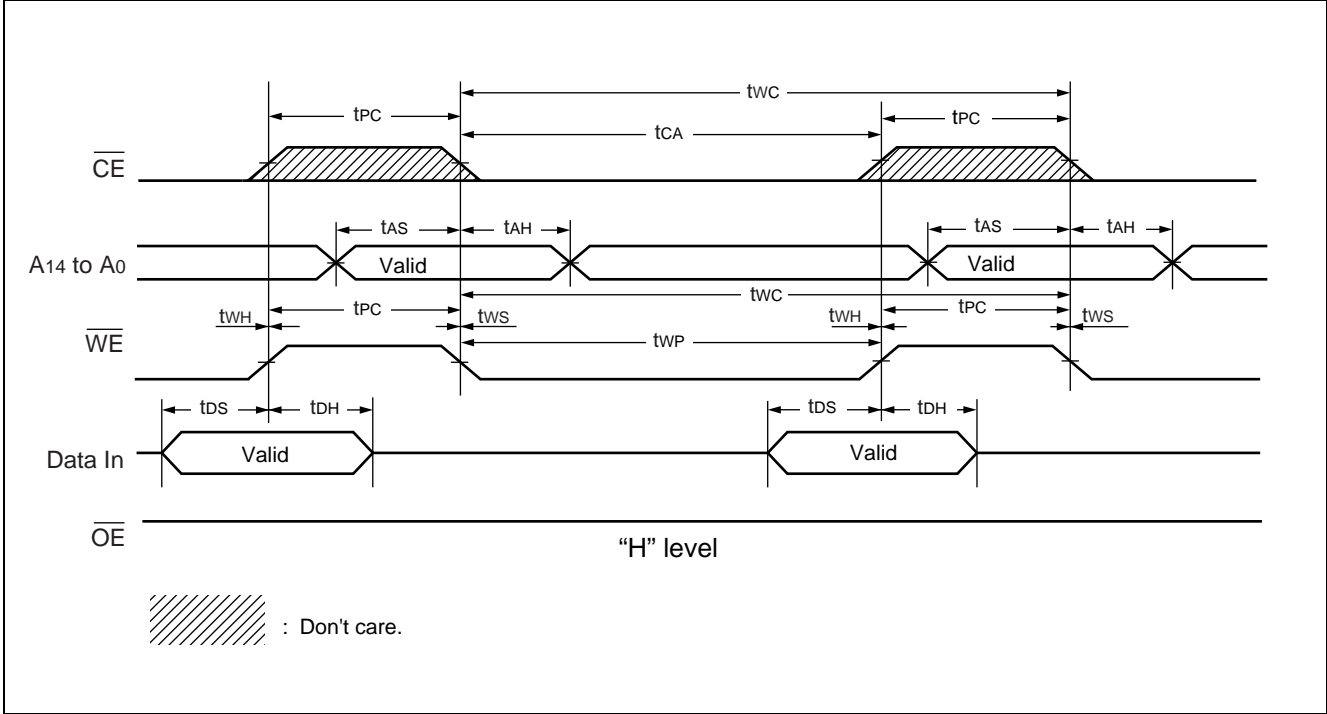 tWC
tPC
tCA
tPC
CE
tAS
tAH
tAS
tAH
A14 to A0
Valid
Valid
tWC
tWH
tPC
tWS
tWH
tPC
tWS
WE
tWP
tDS
tDH
tDS
tDH
Data In
Valid
Valid
OE
“H” level
: Don't care.